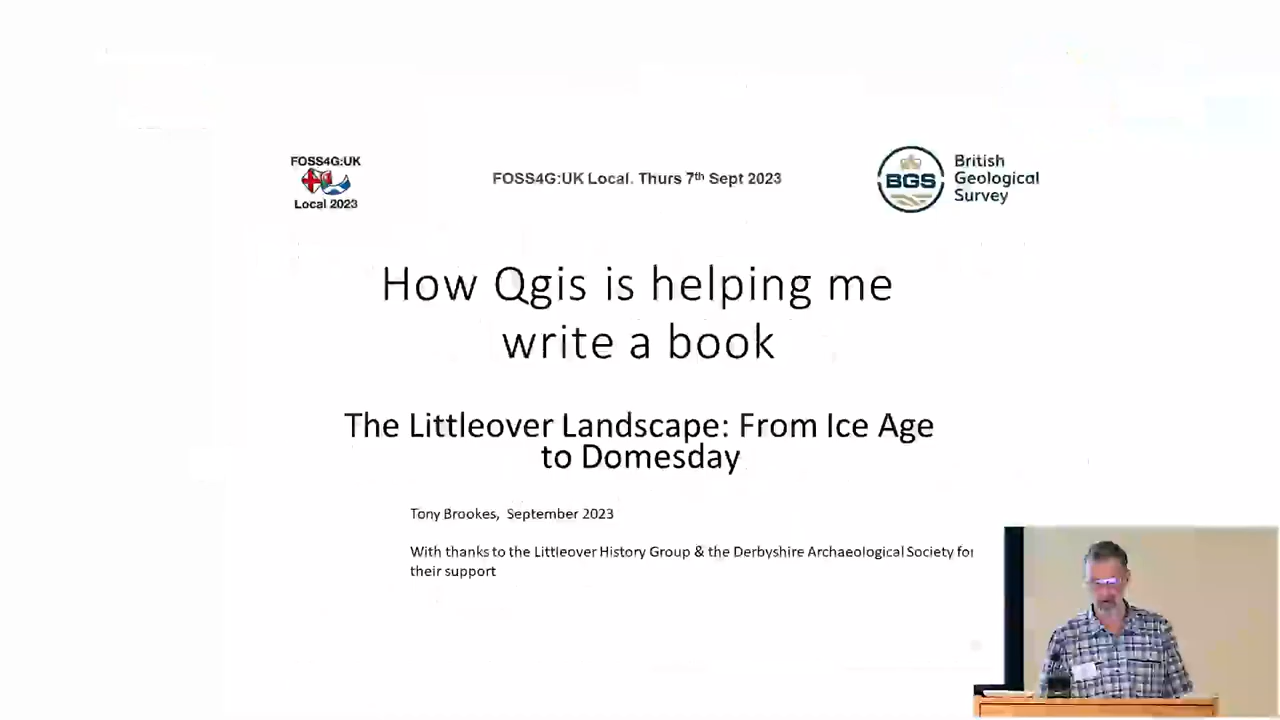 FOSS4G:UK
Local 2023
FOSS4G:UK Local. Thurs 7th Sept 2023
BGS
British
Geological
Survey
How Qgis is helping me
write a book
The Littleover Landscape: From Ice Age
to Domesday
Tony Brookes, September 2023
With thanks to the Littleover History Group & the Derbyshire Archaeological Society for
their support